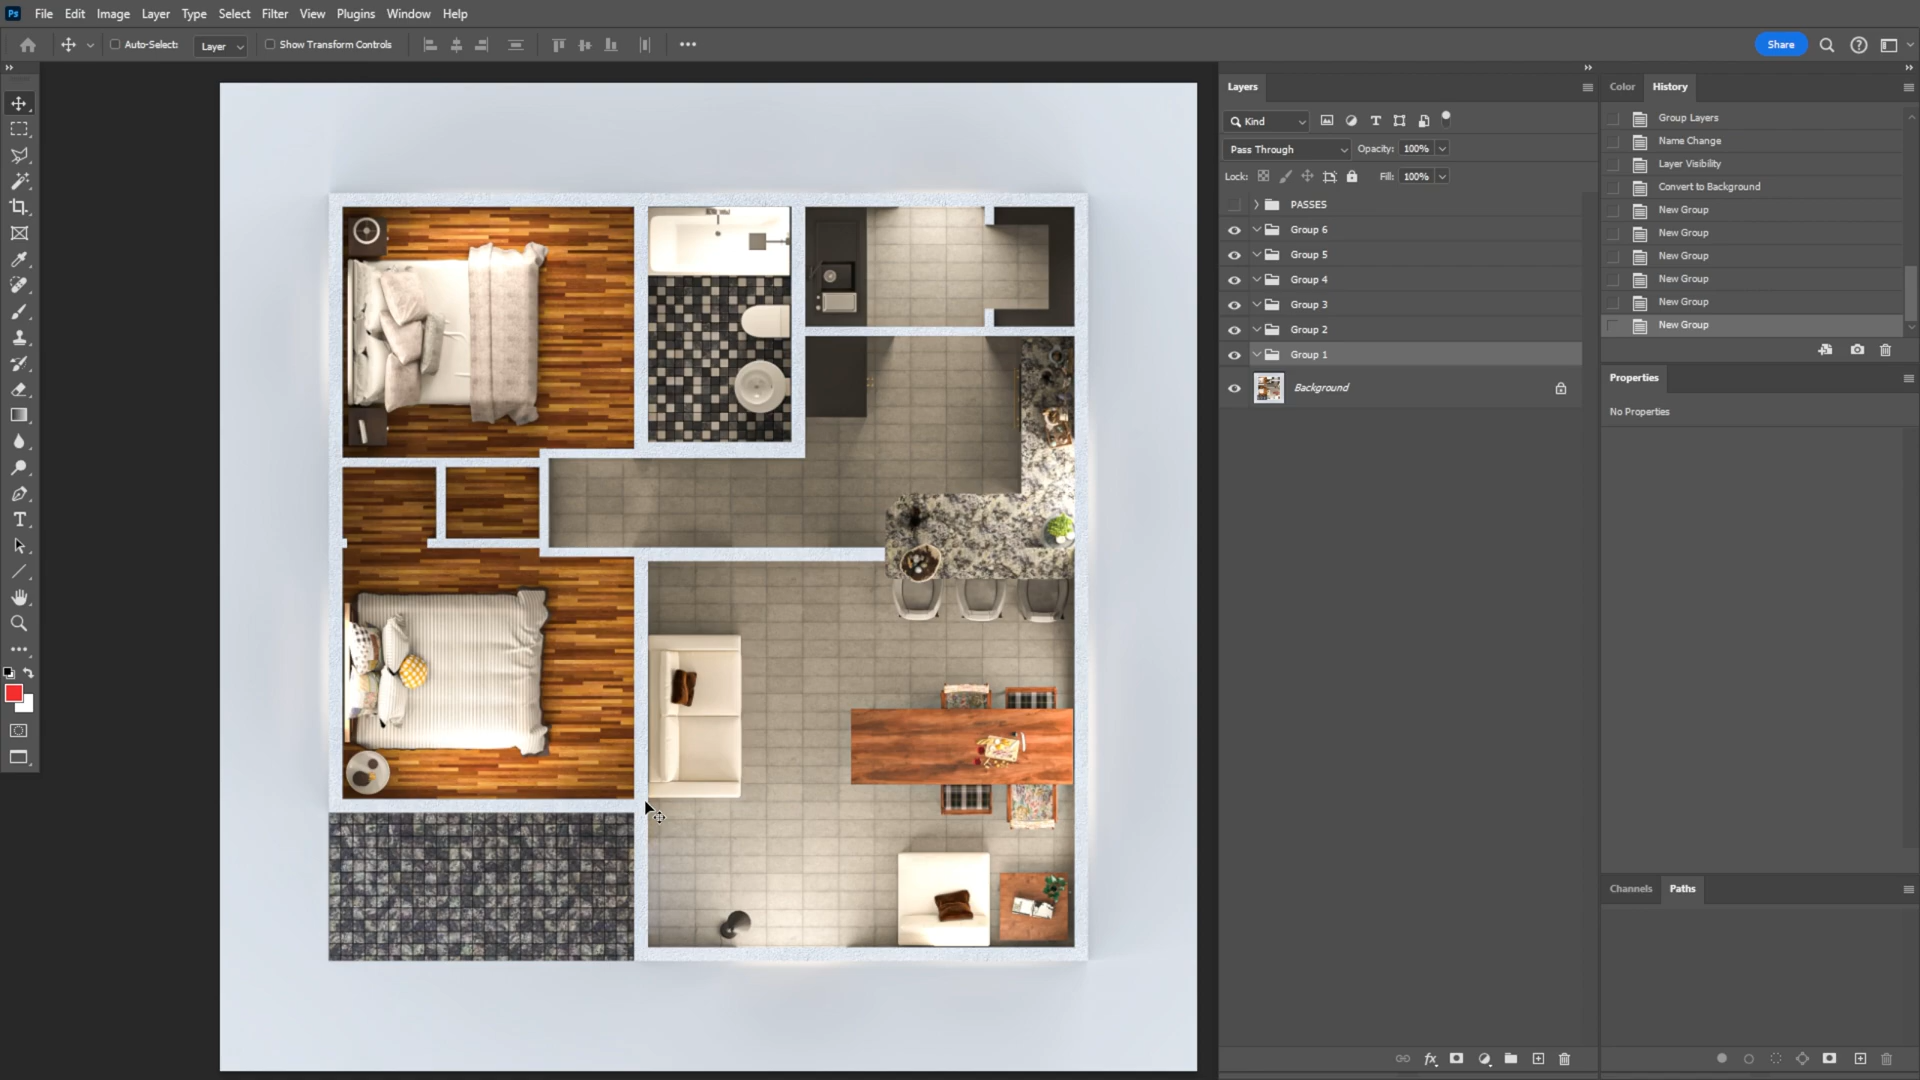 Ps File Edit Image Layer Type Select Filter View Plugins Window Help
Auto-Select: Layer Show Transform Controls Share
Layers
Kind
Pass Through Opacity: 100%
Lock: Fill: 100%
PASSES
Group 6
Group 5
Group 4
Group 3
Group 2
Group 1
Background
Color History
Group Layers
Name Change
Layer Visibility
Convert to Background
New Group
New Group
New Group
New Group
New Group
New Group
Properties
No Properties
Channels Paths